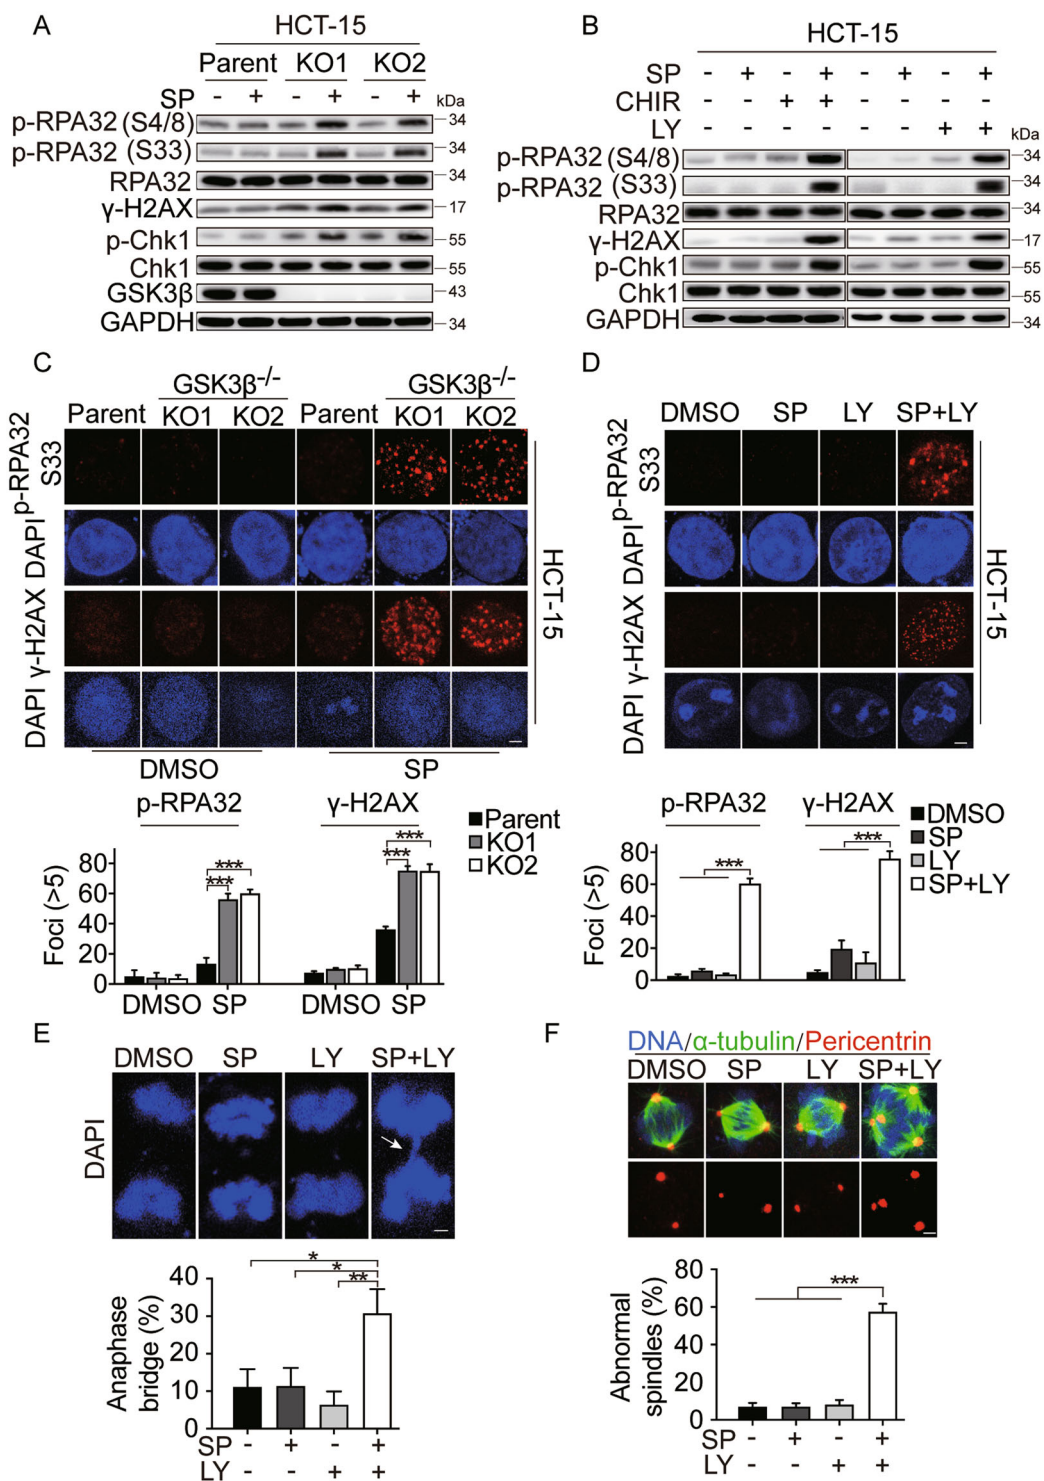 A
HCT-15
Parent KO1 KO2
SP - + - + - + kDa
p-RPA32 (S4/8) 34
p-RPA32 (S33) 34
RPA32 34
γ-H2AX 17
p-Chk1 55
Chk1 55
GSK3β 43
GAPDH 34
B
HCT-15
SP - + - + - + - +
CHIR - - + + - - - -
LY - - - - - - + + kDa
p-RPA32 (S4/8) 34
p-RPA32 (S33) 34
RPA32 34
γ-H2AX 17
p-Chk1 55
Chk1 55
GAPDH 34
C
GSK3β-/- GSK3β-/-
Parent KO1 KO2 Parent KO1 KO2
p-RPA32 S33
DAPI
γ-H2AX
DAPI
HCT-15
DMSO SP
p-RPA32 γ-H2AX
Parent
KO1
KO2
*** *** *** ***
Foci (>5)
80
60
40
20
0
DMSO SP DMSO SP
D
DMSO SP LY SP+LY
p-RPA32 S33
DAPI
γ-H2AX
DAPI
HCT-15
p-RPA32 γ-H2AX
DMSO
SP
LY
SP+LY
*** ***
Foci (>5)
80
60
40
20
0
E
DMSO SP LY SP+LY
DAPI
* * **
Anaphase bridge (%)
40
30
20
10
0
SP - + - +
LY - - + +
F
DNA/α-tubulin/Pericentrin
DMSO SP LY SP+LY
***
Abnormal spindles (%)
80
60
40
20
0
SP - + - +
LY - - + +